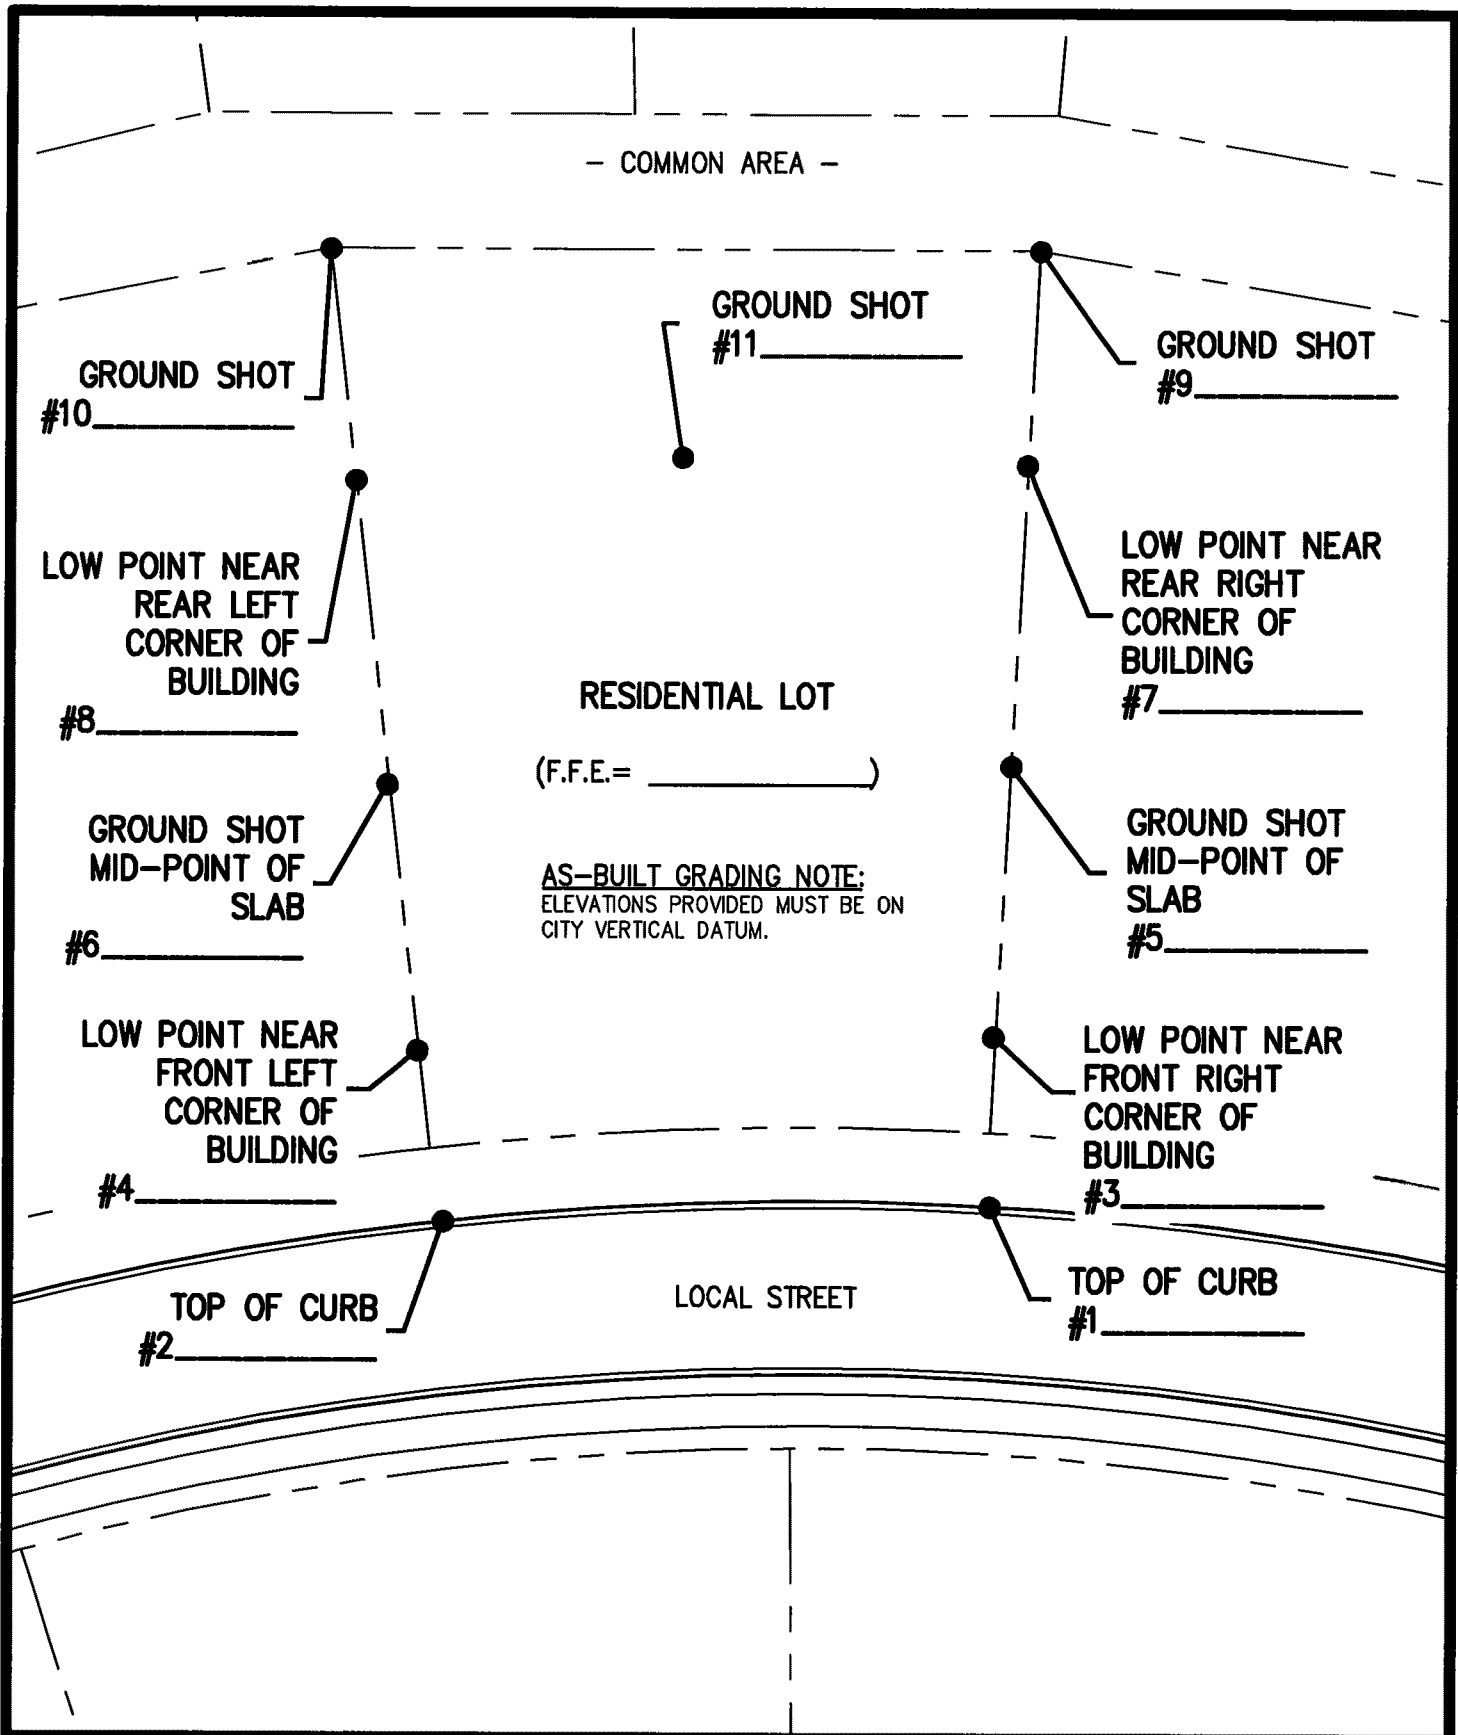 - COMMON AREA -
GROUND SHOT
#11
GROUND SHOT
#9
GROUND SHOT
#10
LOW POINT NEAR
REAR LEFT
CORNER OF
BUILDING
#8
LOW POINT NEAR
REAR RIGHT
CORNER OF
BUILDING
#7
RESIDENTIAL LOT
(F.F.E.= )
GROUND SHOT
MID-POINT OF
SLAB
#6
AS-BUILT GRADING NOTE:
ELEVATIONS PROVIDED MUST BE ON
CITY VERTICAL DATUM.
GROUND SHOT
MID-POINT OF
SLAB
#5
LOW POINT NEAR
FRONT LEFT
CORNER OF
BUILDING
#4
LOW POINT NEAR
FRONT RIGHT
CORNER OF
BUILDING
#3
TOP OF CURB
#2
LOCAL STREET
TOP OF CURB
#1